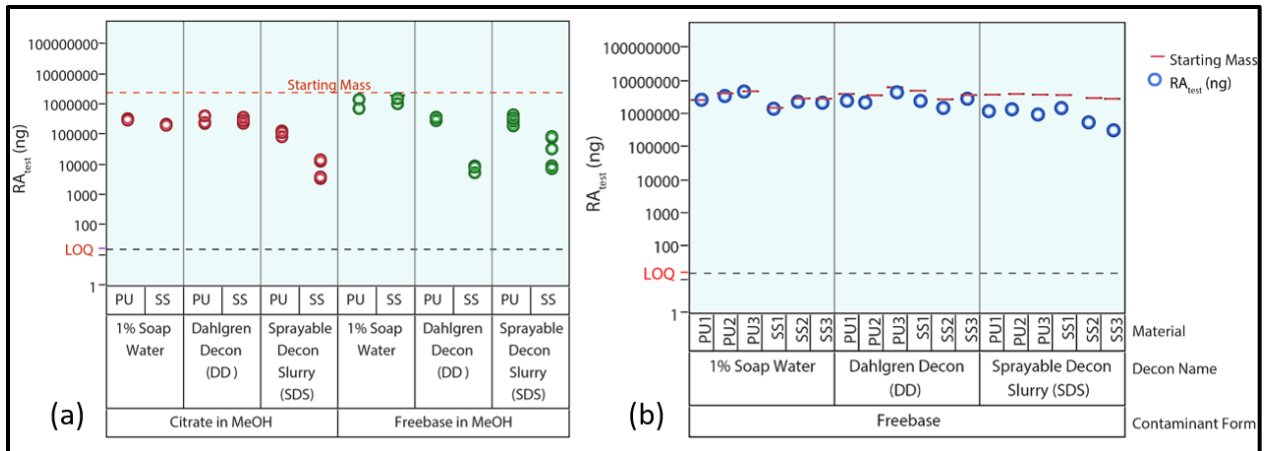 100000000
10000000
Starting Mass
1000000
100000
10000
1000
100
LOQ
1
RAtest (ng)
PU SS PU SS PU SS PU SS PU SS PU SS
1% Soap Water
Dahlgren Decon (DD )
Sprayable Decon Slurry (SDS)
1% Soap Water
Dahlgren Decon (DD )
Sprayable Decon Slurry (SDS)
Citrate in MeOH
Freebase in MeOH
(a)
100000000
10000000
1000000
100000
10000
1000
100
LOQ
1
RAtest (ng)
Starting Mass
RAtest (ng)
PU1 PU2 PU3 SS1 SS2 SS3 PU1 PU2 PU3 SS1 SS2 SS3 PU1 PU2 PU3 SS1 SS2 SS3
Material
1% Soap Water
Dahlgren Decon
(DD)
Sprayable Decon
Slurry (SDS)
Decon Name
Freebase
Contaminant Form
(b)